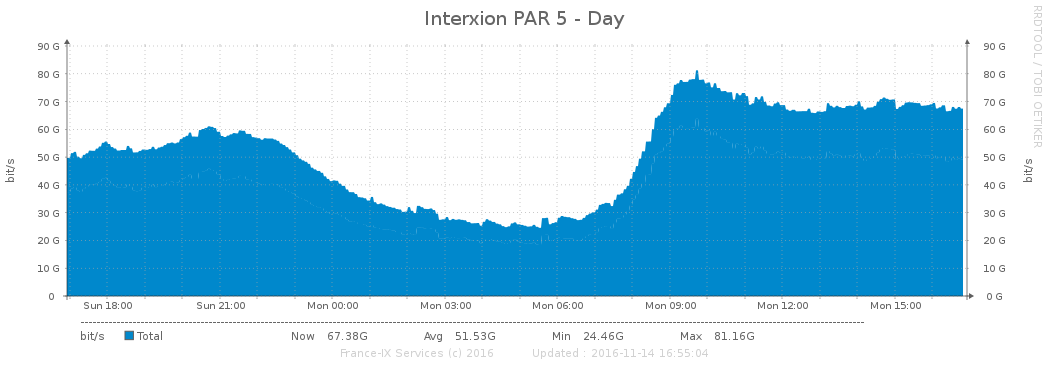 Interxion PAR 5 - Day
RRDTOOL / TOBI OETIKER
bit/s
90 G
80 G
70 G
60 G
50 G
40 G
30 G
20 G
10 G
0
90 G
80 G
70 G
60 G
50 G
40 G
30 G
20 G
10 G
0 G
bit/s
Sun 18:00 Sun 21:00 Mon 00:00 Mon 03:00 Mon 06:00 Mon 09:00 Mon 12:00 Mon 15:00
bit/s Total Now 67.38G Avg 51.53G Min 24.46G Max 81.16G
France-IX Services (c) 2016 Updated : 2016-11-14 16:55:04